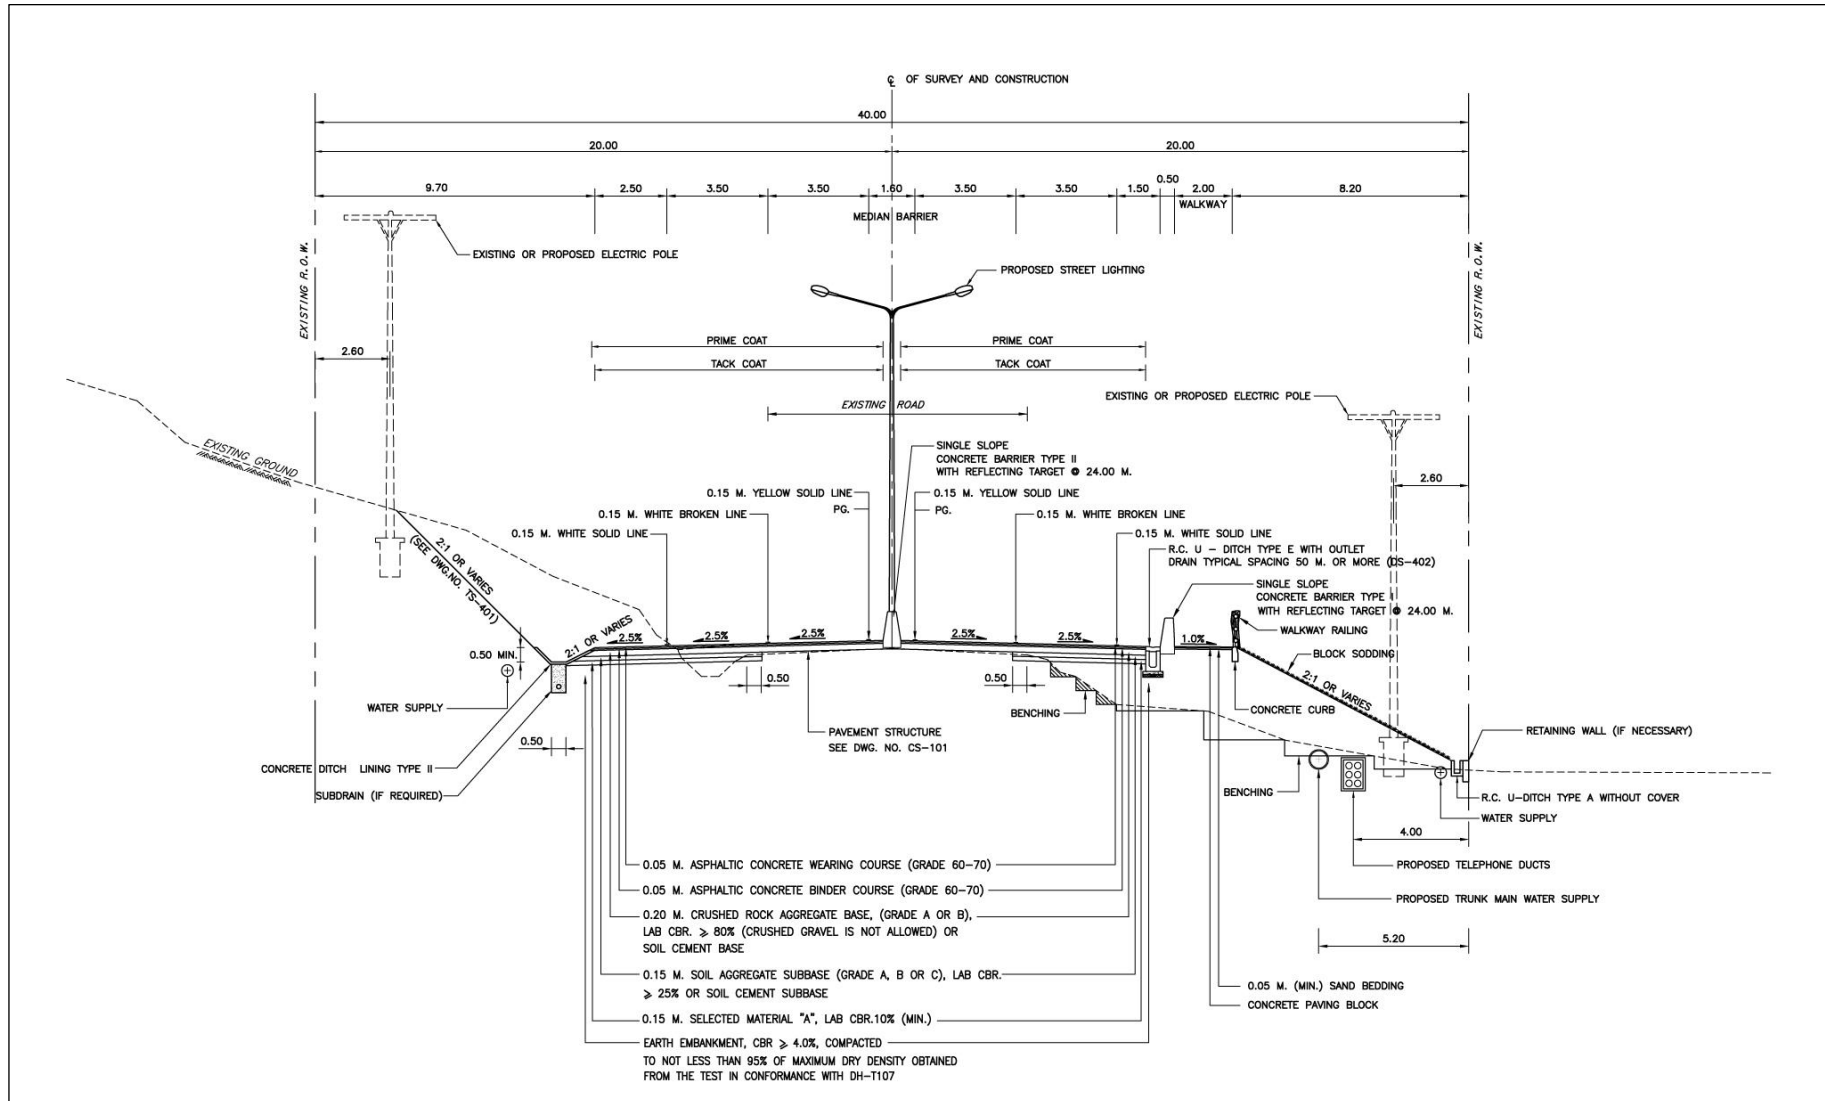 ℄ OF SURVEY AND CONSTRUCTION
40.00
20.00
20.00
9.70
2.50
3.50
3.50
1.60
3.50
3.50
1.50
0.50
2.00
8.20
MEDIAN BARRIER
WALKWAY
EXISTING R.O.W.
EXISTING R.O.W.
EXISTING OR PROPOSED ELECTRIC POLE
PROPOSED STREET LIGHTING
2.60
PRIME COAT
PRIME COAT
TACK COAT
TACK COAT
EXISTING OR PROPOSED ELECTRIC POLE
EXISTING ROAD
EXISTING GROUND
SINGLE SLOPE
CONCRETE BARRIER TYPE II
WITH REFLECTING TARGET @ 24.00 M.
2.60
0.15 M. YELLOW SOLID LINE
PG.
0.15 M. YELLOW SOLID LINE
PG.
0.15 M. WHITE BROKEN LINE
0.15 M. WHITE BROKEN LINE
0.15 M. WHITE SOLID LINE
0.15 M. WHITE SOLID LINE
R.C. U - DITCH TYPE E WITH OUTLET
DRAIN TYPICAL SPACING 50 M. OR MORE (DS-402)
2:1 OR VARIES
(SEE DWG.NO. TS-401)
SINGLE SLOPE
CONCRETE BARRIER TYPE I
WITH REFLECTING TARGET @ 24.00 M.
WALKWAY RAILING
2:1 OR VARIES
2.5%
2.5%
2.5%
2.5%
2.5%
1.0%
0.50 MIN.
BLOCK SODDING
2:1 OR VARIES
0.50
0.50
WATER SUPPLY
BENCHING
CONCRETE CURB
PAVEMENT STRUCTURE
SEE DWG. NO. CS-101
RETAINING WALL (IF NECESSARY)
0.50
CONCRETE DITCH LINING TYPE II
SUBDRAIN (IF REQUIRED)
BENCHING
R.C. U-DITCH TYPE A WITHOUT COVER
WATER SUPPLY
4.00
PROPOSED TELEPHONE DUCTS
PROPOSED TRUNK MAIN WATER SUPPLY
5.20
0.05 M. ASPHALTIC CONCRETE WEARING COURSE (GRADE 60-70)
0.05 M. ASPHALTIC CONCRETE BINDER COURSE (GRADE 60-70)
0.20 M. CRUSHED ROCK AGGREGATE BASE, (GRADE A OR B),
LAB CBR. ⩾ 80% (CRUSHED GRAVEL IS NOT ALLOWED) OR
SOIL CEMENT BASE
0.15 M. SOIL AGGREGATE SUBBASE (GRADE A, B OR C), LAB CBR.
⩾ 25% OR SOIL CEMENT SUBBASE
0.05 M. (MIN.) SAND BEDDING
CONCRETE PAVING BLOCK
0.15 M. SELECTED MATERIAL "A", LAB CBR.10% (MIN.)
EARTH EMBANKMENT, CBR ⩾ 4.0%, COMPACTED
TO NOT LESS THAN 95% OF MAXIMUM DRY DENSITY OBTAINED
FROM THE TEST IN CONFORMANCE WITH DH-T107